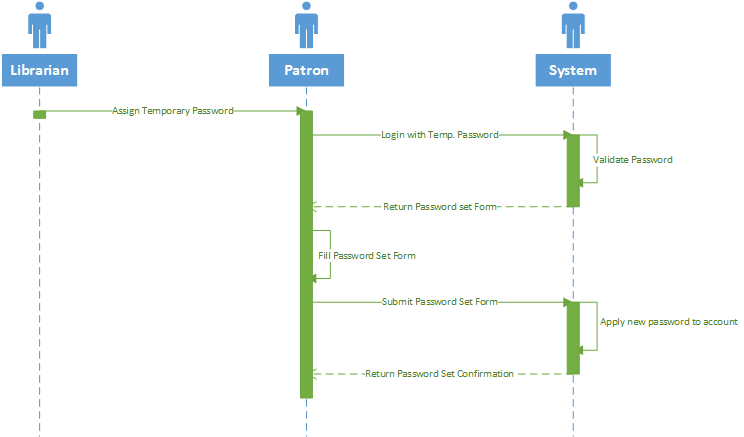 Librarian
Patron
System
Assign Temporary Password
Login with Temp. Password
Validate Password
Return Password set Form
Fill Password Set Form
Submit Password Set Form
Apply new password to account
Return Password Set Confirmation